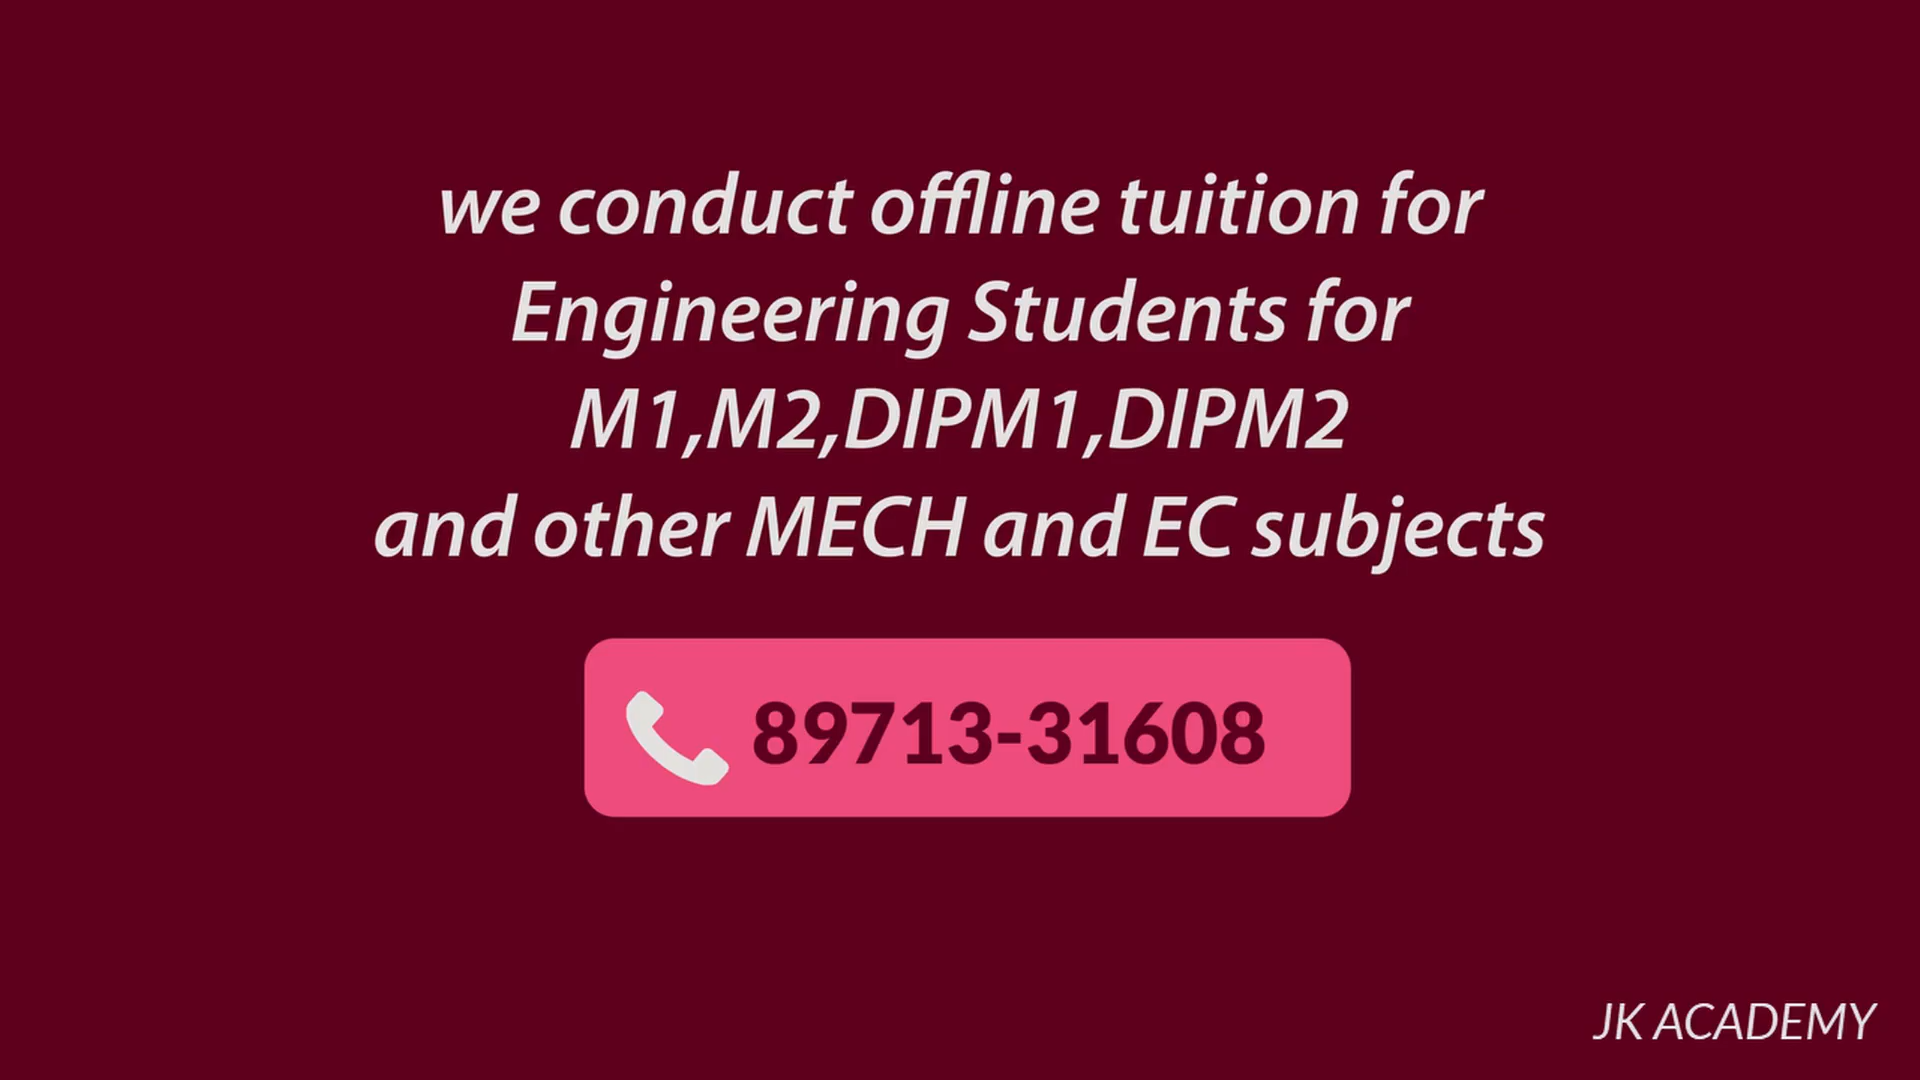 we conduct offline tuition for
Engineering Students for
M1,M2,DIPM1,DIPM2
and other MECH and EC subjects
89713-31608
JK ACADEMY